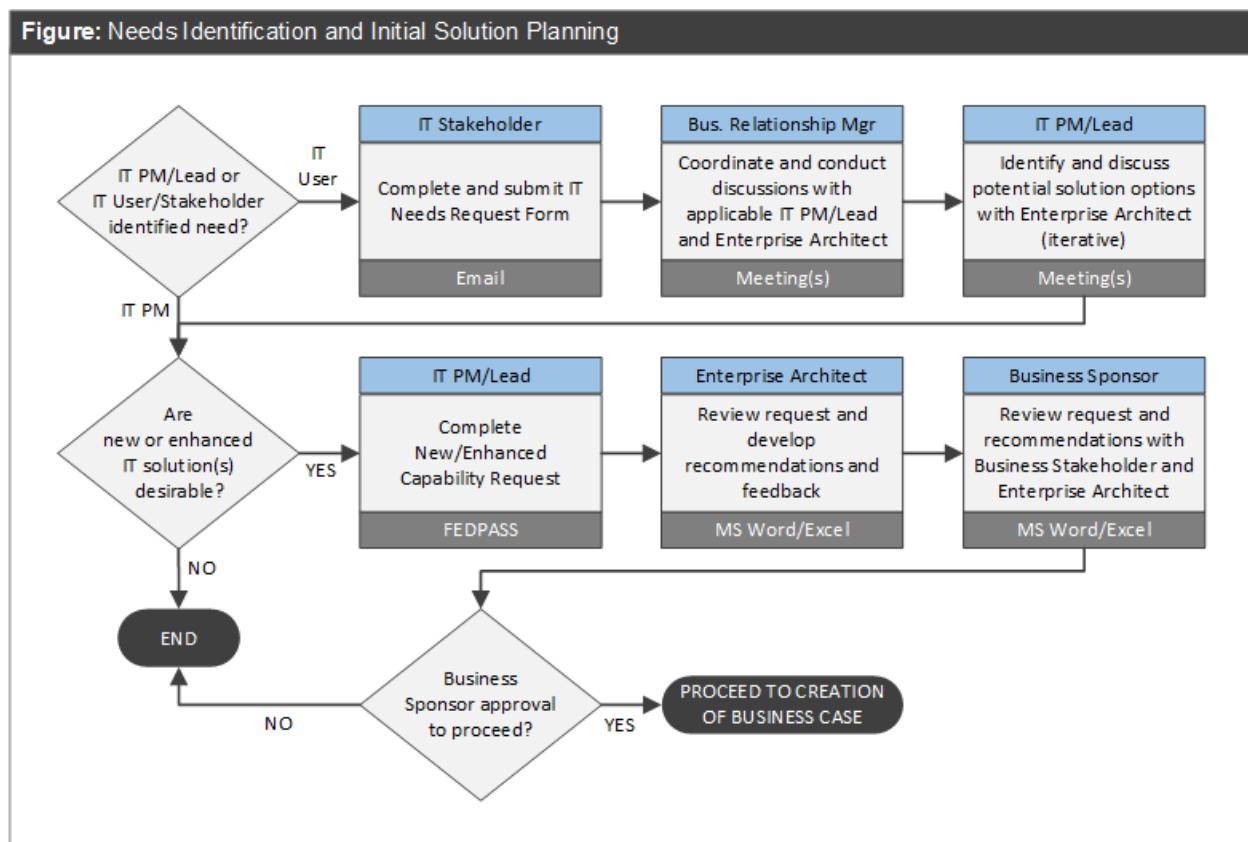 Figure: Needs Identification and Initial Solution Planning
IT PM/Lead or
IT User/Stakeholder
identified need?
IT
User
IT PM
IT Stakeholder
Complete and submit IT
Needs Request Form
Email
Bus. Relationship Mgr
Coordinate and conduct
discussions with
applicable IT PM/Lead
and Enterprise Architect
Meeting(s)
IT PM/Lead
Identify and discuss
potential solution options
with Enterprise Architect
(iterative)
Meeting(s)
Are
new or enhanced
IT solution(s)
desirable?
YES
NO
IT PM/Lead
Complete
New/Enhanced
Capability Request
FEDPASS
Enterprise Architect
Review request and
develop
recommendations and
feedback
MS Word/Excel
Business Sponsor
Review request and
recommendations with
Business Stakeholder and
Enterprise Architect
MS Word/Excel
END
Business
Sponsor approval
to proceed?
NO
YES
PROCEED TO CREATION
OF BUSINESS CASE